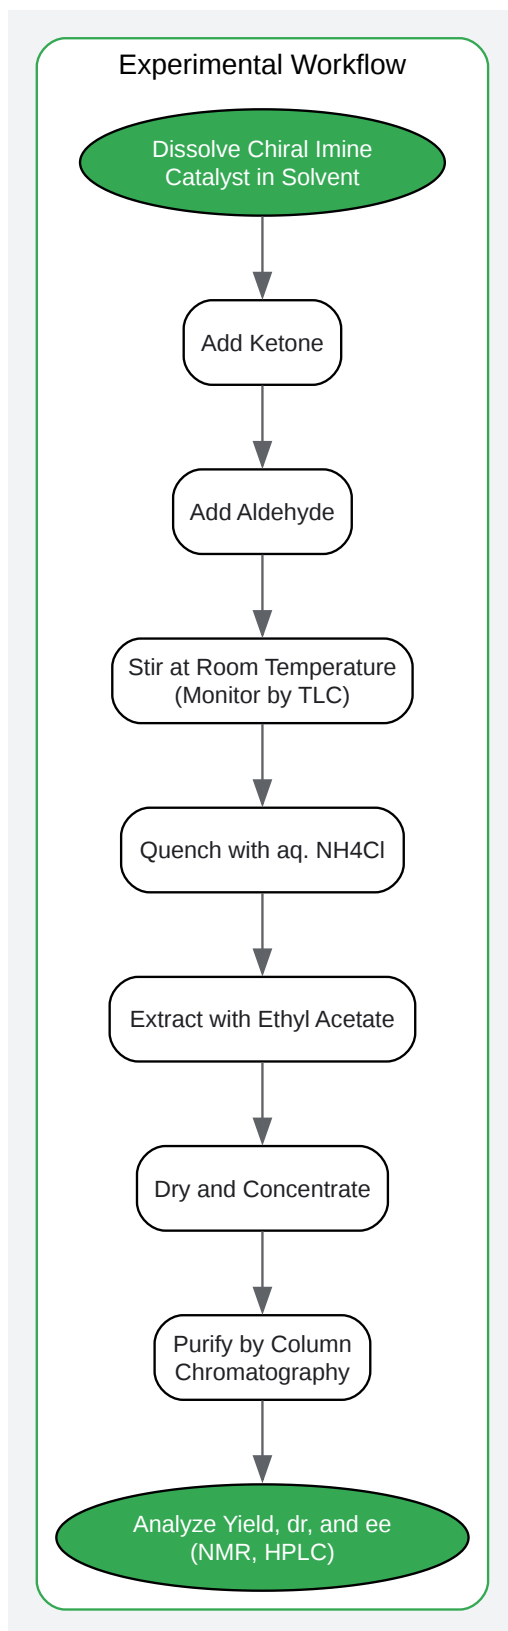 Experimental Workflow
Dissolve Chiral Imine
Catalyst in Solvent
Add Ketone
Add Aldehyde
Stir at Room Temperature
(Monitor by TLC)
Quench with aq. NH4Cl
Extract with Ethyl Acetate
Dry and Concentrate
Purify by Column
Chromatography
Analyze Yield, dr, and ee
(NMR, HPLC)